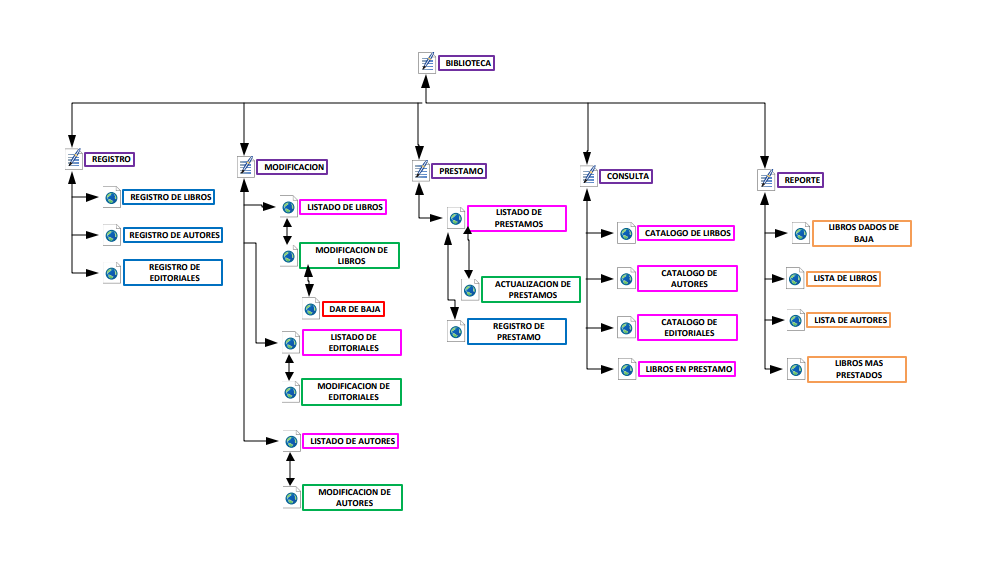 BIBLIOTECA
REGISTRO
REGISTRO DE LIBROS
REGISTRO DE AUTORES
REGISTRO DE
EDITORIALES
MODIFICACION
LISTADO DE LIBROS
MODIFICACION DE
LIBROS
DAR DE BAJA
LISTADO DE
EDITORIALES
MODIFICACION DE
EDITORIALES
LISTADO DE AUTORES
MODIFICACION DE
AUTORES
PRESTAMO
LISTADO DE
PRESTAMOS
ACTUALIZACION DE
PRESTAMOS
REGISTRO DE
PRESTAMO
CONSULTA
CATALOGO DE LIRBOS
CATALOGO DE
AUTORES
CATALOGO DE
EDITORIALES
LIBROS EN PRESTAMO
REPORTE
LIBROS DADOS DE
BAJA
LISTA DE LIBROS
LISTA DE AUTORES
LIBROS MAS
PRESTADOS